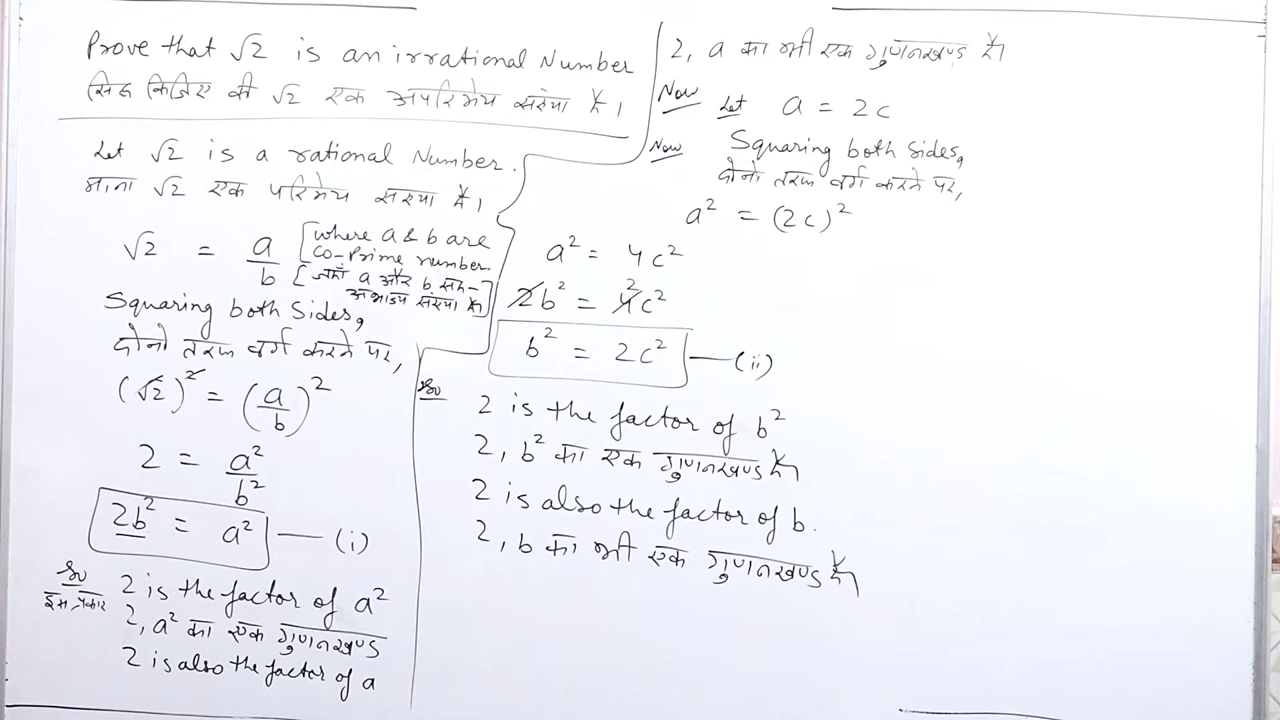 Prove that √2 is an irrational Number
सिद्ध किजिए की √2 एक अपरिमेय संख्या है।
Let √2 is a rational Number.
माना √2 एक परिमेय संख्या है।
√2 = a/b [where a & b are
co-Prime number.
[जहाँ a और b सह-
अभाज्य संख्या है]
Squaring both Sides,
दोनो तरफ वर्ग करने पर,
(√2)² = (a/b)²
2 = a²/b²
2b² = a² —(i)
So 2 is the factor of a²
इस प्रकार 2, a² का एक गुणनखण्ड
2 is also the factor of a
2, a का भी एक गुणनखण्ड है।
Now Let a = 2c
Now Squaring both Sides,
दोनो तरफ वर्ग करने पर,
a² = (2c)²
a² = 4c²
2b² = 4c² 2
b² = 2c² —(ii)
So 2 is the factor of b²
2, b² का एक गुणनखण्ड है।
2 is also the factor of b.
2, b का भी एक गुणनखण्ड है।